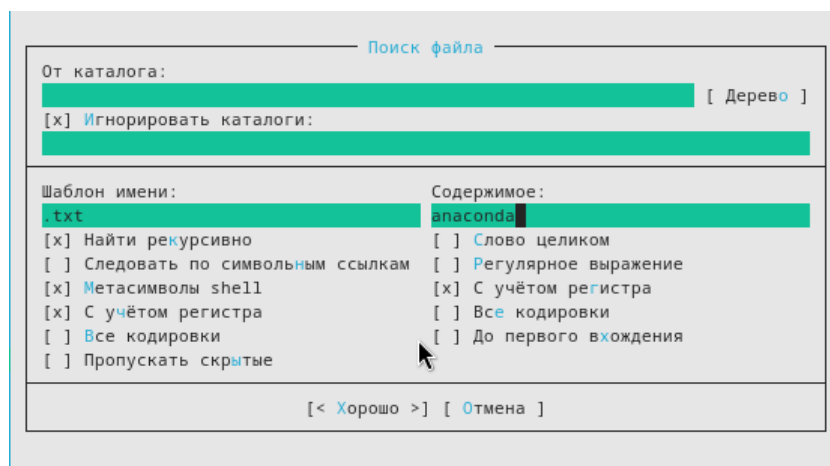 Поиск файла
От каталога:
[ Дерево ]
[x] Игнорировать каталоги:
Шаблон имени: Содержимое:
.txt anaconda
[x] Найти рекурсивно [ ] Слово целиком
[ ] Следовать по символьным ссылкам [ ] Регулярное выражение
[x] Метасимволы shell [x] С учётом регистра
[x] С учётом регистра [ ] Все кодировки
[ ] Все кодировки [ ] До первого вхождения
[ ] Пропускать скрытые
[< Хорошо >] [ Отмена ]